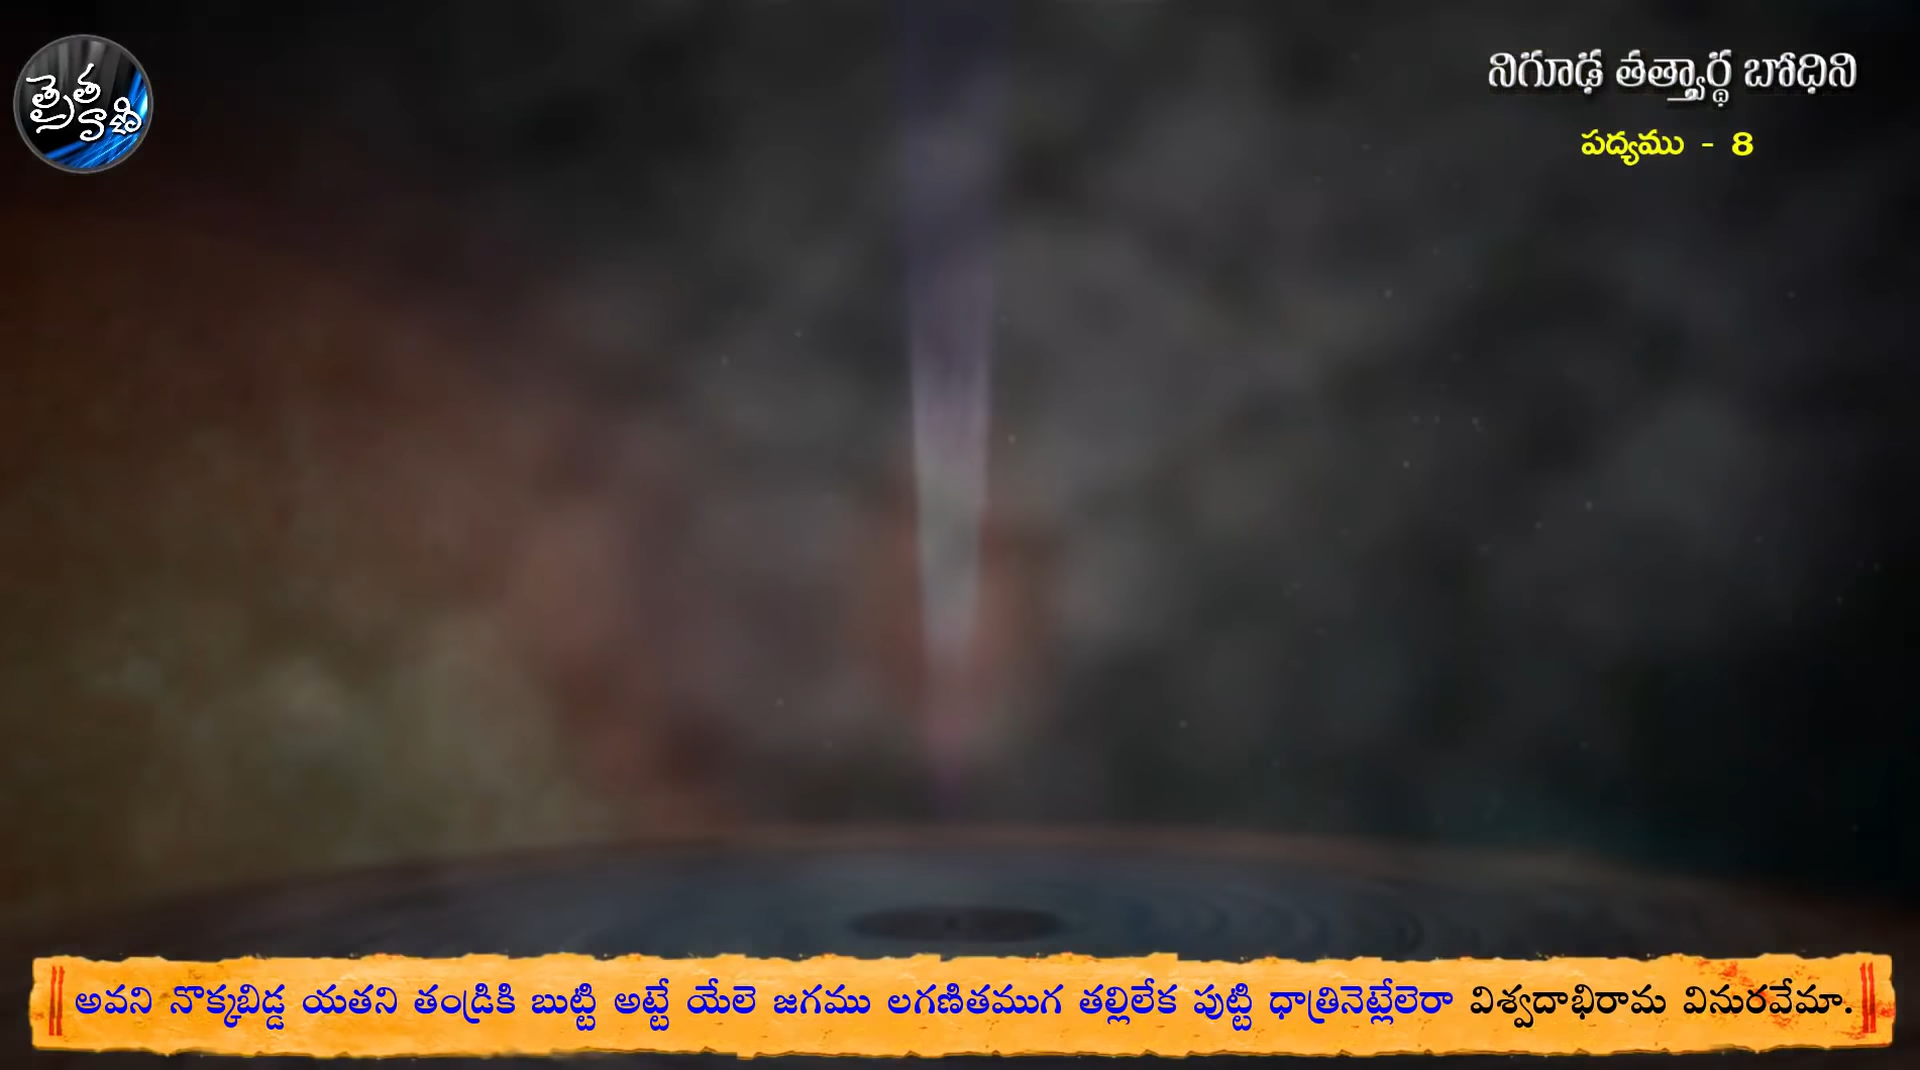 త్రైత
వాణి
నిగూఢ తత్త్వార్థ బోధిని
పద్యము - 8
|| అవని నొక్కబిడ్డ యతని తండ్రికి బుట్టి అట్టే యేలె జగము లగణితముగ తల్లిలేక పుట్టి ధాత్రినెట్లేలెరా విశ్వదాభిరామ వినురవేమా. ||